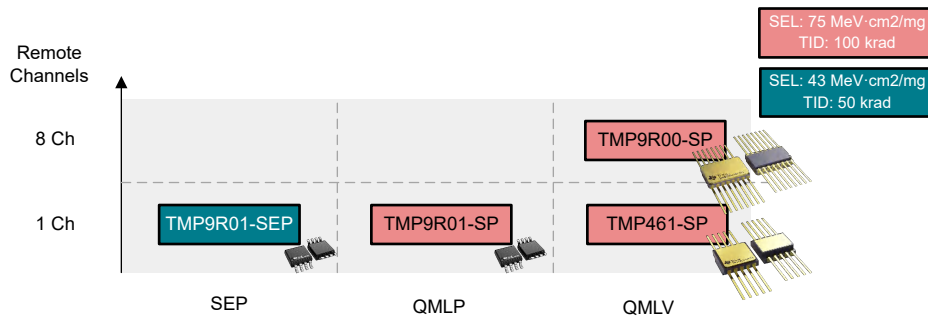 SEL: 75 MeV·cm2/mg
TID: 100 krad
SEL: 43 MeV·cm2/mg
TID: 50 krad
Remote
Channels
8 Ch
TMP9R00-SP
1 Ch
TMP9R01-SEP
TMP9R01-SP
TMP461-SP
SEP
QMLP
QMLV